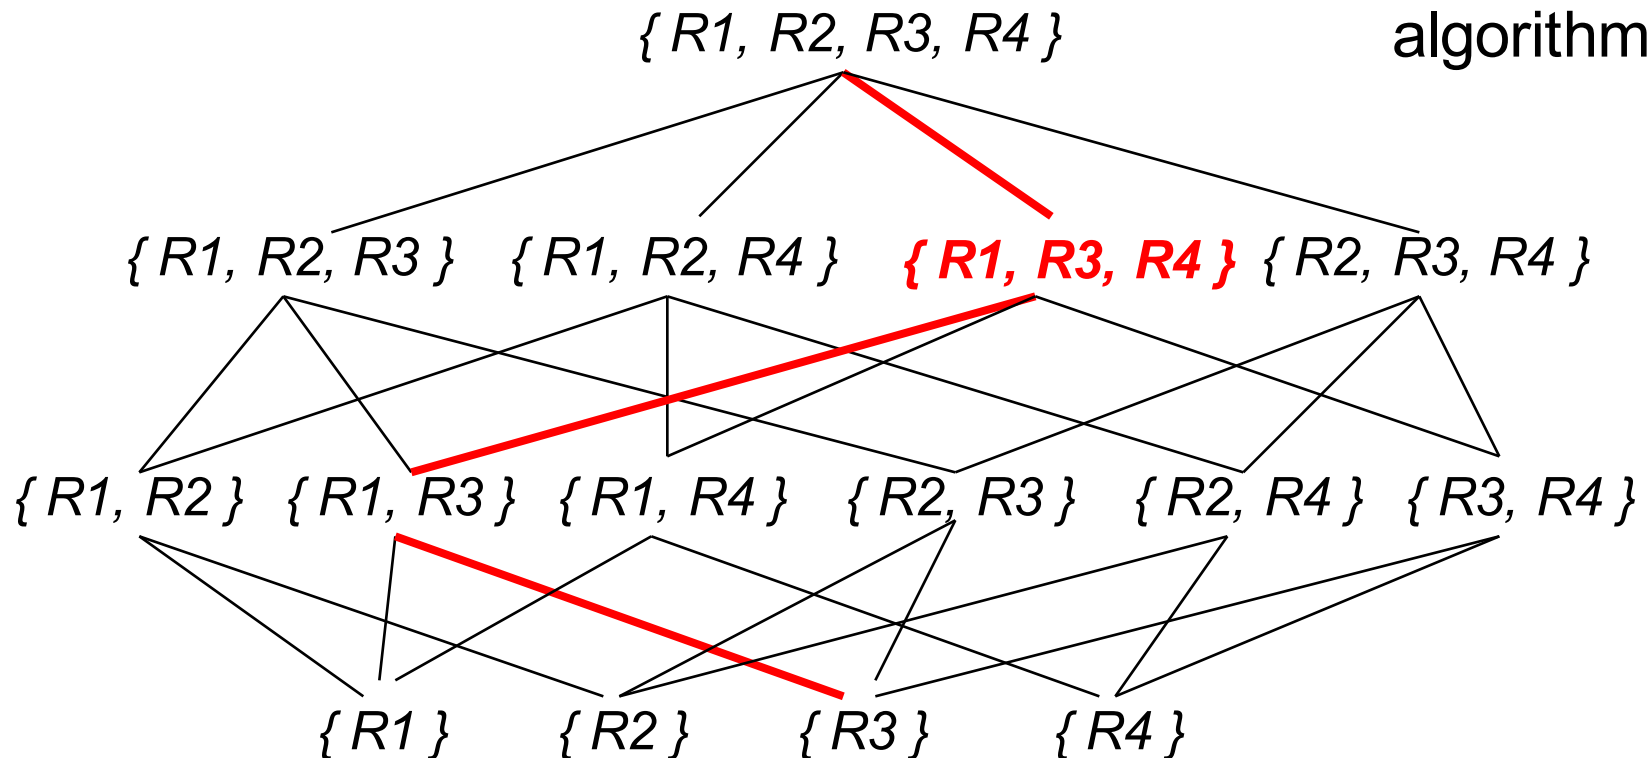 { R1, R2, R3, R4 } algorithm
{ R1, R2, R3 } { R1, R2, R4 } { R1, R3, R4 } { R2, R3, R4 }
{ R1, R2 } { R1, R3 } { R1, R4 } { R2, R3 } { R2, R4 } { R3, R4 }
{ R1 } { R2 } { R3 } { R4 }